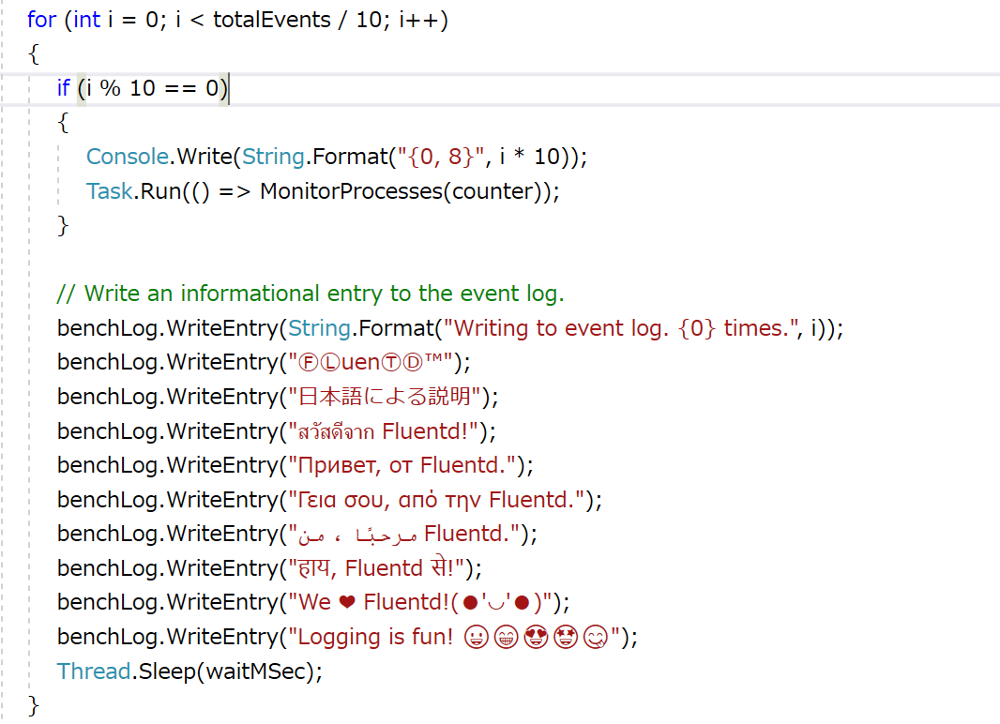 for (int i = 0; i < totalEvents / 10; i++)
{
if (i % 10 == 0)
{
Console.Write(String.Format("{0, 8}", i * 10));
Task.Run(() => MonitorProcesses(counter));
}
// Write an informational entry to the event log.
benchLog.WriteEntry(String.Format("Writing to event log. {0} times.", i));
benchLog.WriteEntry("ⒻⓁuenⓉⒹ™");
benchLog.WriteEntry("日本語による説明");
benchLog.WriteEntry("สวัสดีจาก Fluentd!");
benchLog.WriteEntry("Привет, от Fluentd.");
benchLog.WriteEntry("Γεια σου, από την Fluentd.");
benchLog.WriteEntry("مرحبًا ، من Fluentd.");
benchLog.WriteEntry("हाय, Fluentd से!");
benchLog.WriteEntry("We ❤ Fluentd!(●'◡'●)");
benchLog.WriteEntry("Logging is fun! 😀😁😍🤩😋");
Thread.Sleep(waitMSec);
}